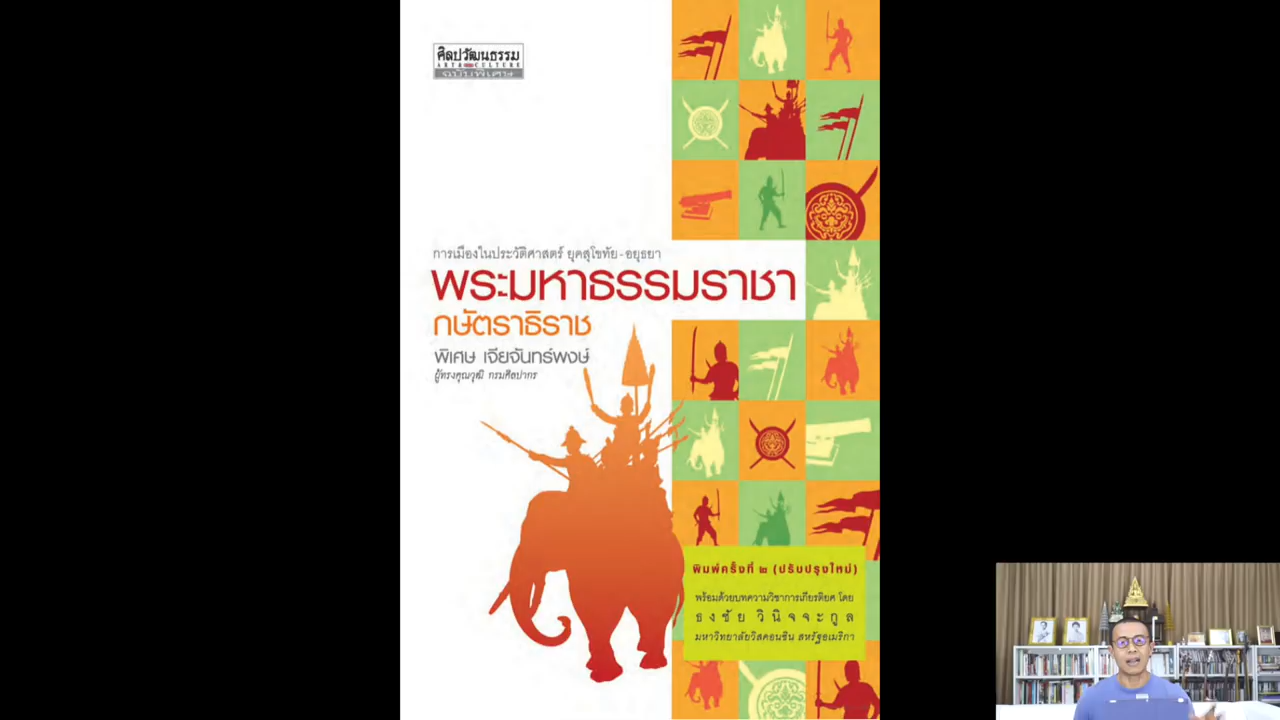 ศิลปวัฒนธรรม
ART & CULTURE
ฉบับพิเศษ
การเมืองในประวัติศาสตร์ ยุคสุโขทัย-อยุธยา
พระมหาธรรมราชา
กษัตราธิราช
พิเศษ เจียจันทร์พงษ์
ผู้ทรงคุณวุฒิ กรมศิลปากร
พิมพ์ครั้งที่ ๒ (ปรับปรุงใหม่)
พร้อมด้วยบทความวิชาการเกียรติยศ โดย
ธงชัย วินิจจะกูล
มหาวิทยาลัยวิสคอนซิน สหรัฐอเมริกา